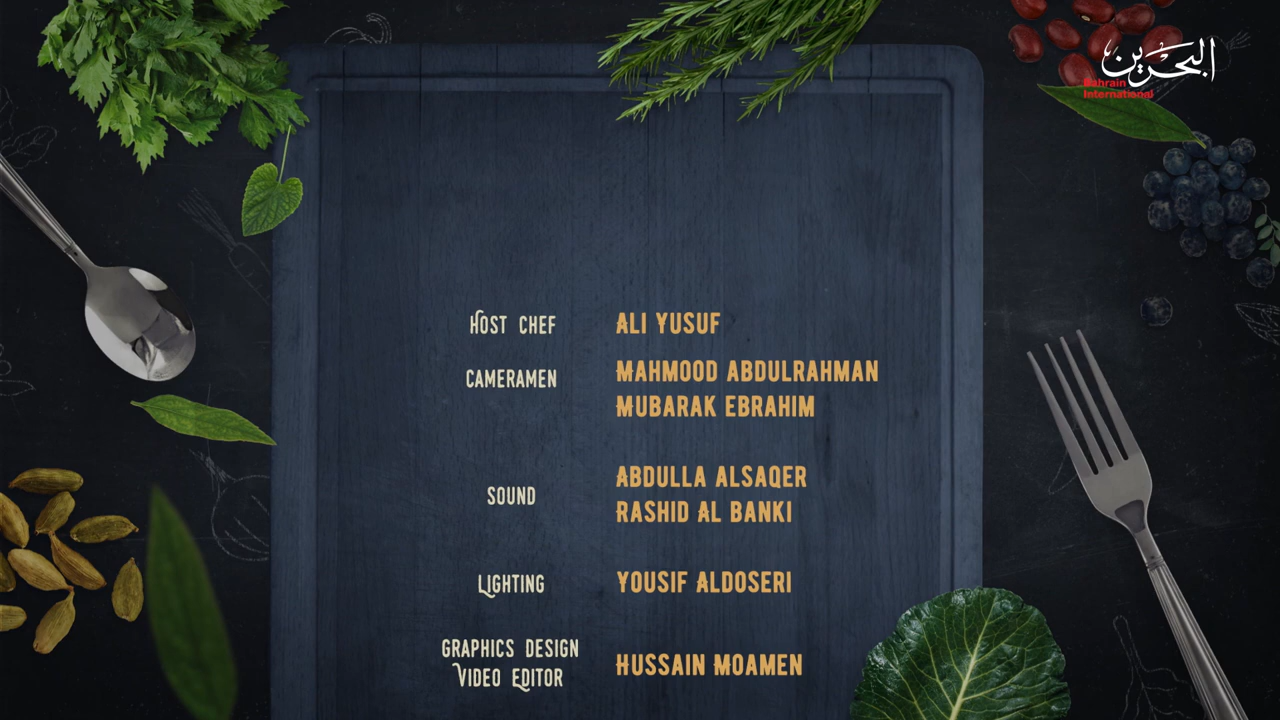 البحرين
Bahrain
International
HOST CHEF ALI YUSUF
CAMERAMEN MAHMOOD ABDULRAHMAN
MUBARAK EBRAHIM
SOUND ABDULLA ALSAQER
RASHID AL BANKI
LIGHTING YOUSIF ALDOSERI
GRAPHICS DESIGN
VIDEO EDITOR HUSSAIN MOAMEN